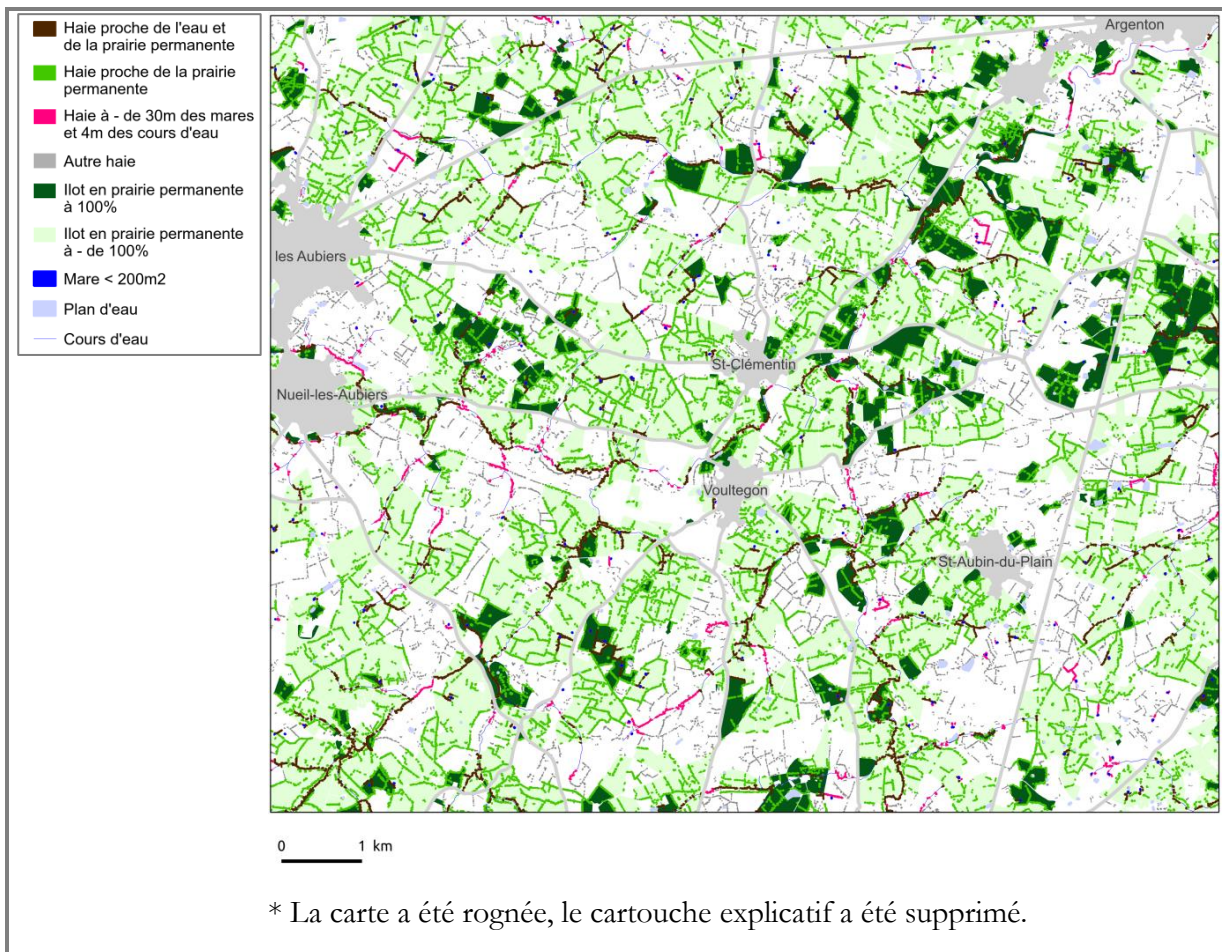 Haie proche de l'eau et
de la prairie permanente
Haie proche de la prairie
permanente
Haie à - de 30m des mares
et 4m des cours d'eau
Autre haie
Ilot en prairie permanente
à 100%
Ilot en prairie permanente
à - de 100%
Mare < 200m2
Plan d'eau
Cours d'eau
Argenton
les Aubiers
St-Clémentin
Nueil-les-Aubiers
Voultegon
St-Aubin-du-Plain
0 1 km
* La carte a été rognée, le cartouche explicatif a été supprimé.